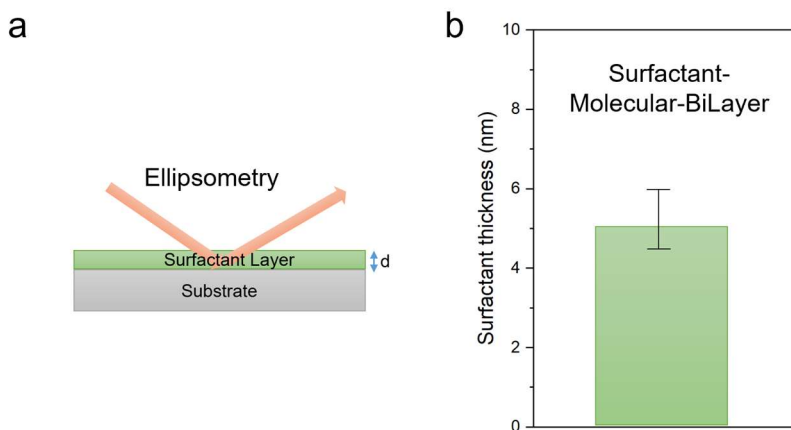 a
Ellipsometry
Surfactant Layer
d
Substrate
b
Surfactant-
Molecular-BiLayer
Surfactant thickness (nm)
10
8
6
4
2
0